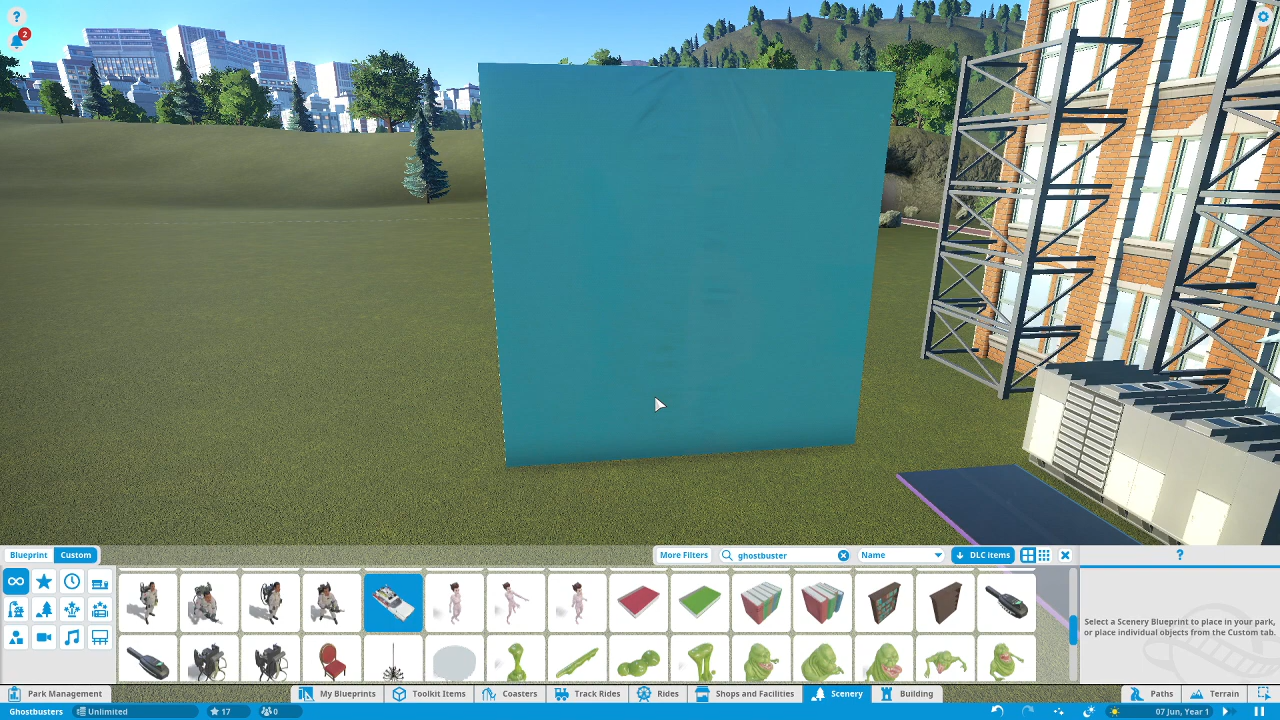 ?
2
Blueprint Custom More Filters ghostbuster Name DLC items ?
Select a Scenery Blueprint to place in your park,
or place individual objects from the Custom tab.
Park Management My Blueprints Toolkit Items Coasters Track Rides Rides Shops and Facilities Scenery Building Paths Terrain
Ghostbusters Unlimited 17 0 07 Jun, Year 1